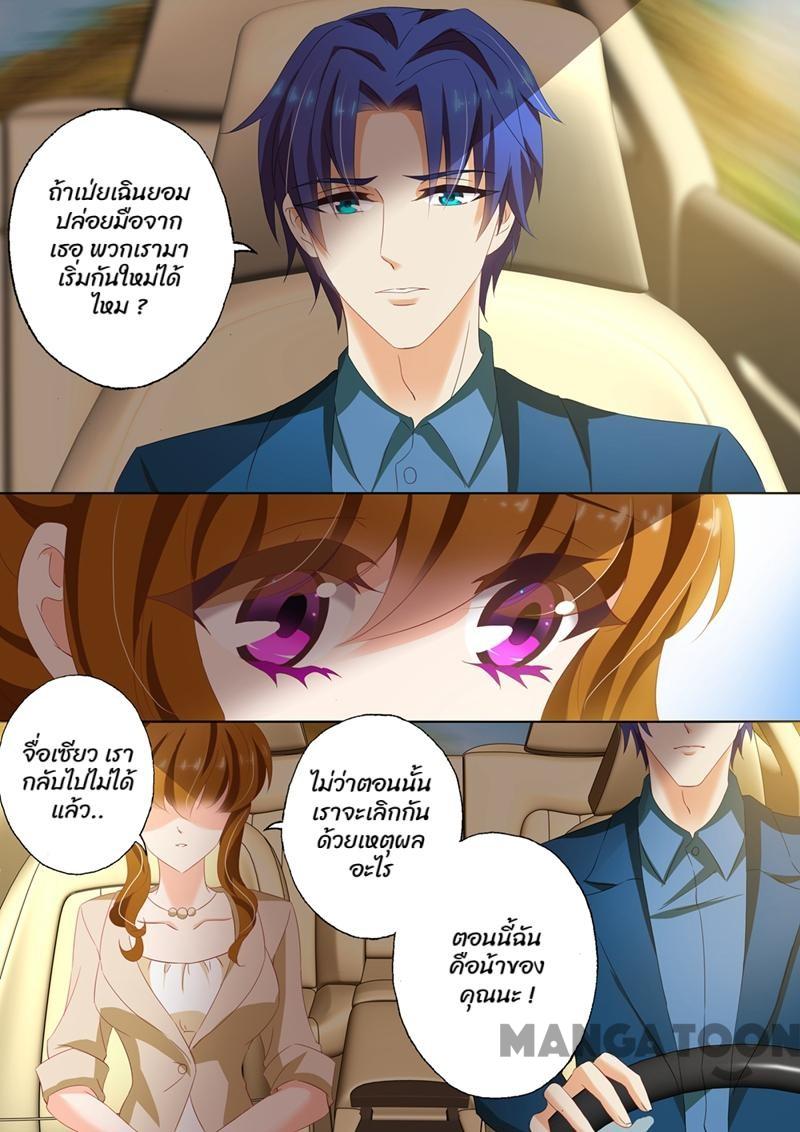 ถ้าเป่ยเฉินยอม
ปล่อยมือจาก
เธอ พวกเรามา
เริ่มกันใหม่ได้
ไหม ?
จื่อเซียว เรา
กลับไปไม่ได้
แล้ว..
ไม่ว่าตอนนั้น
เราจะเลิกกัน
ด้วยเหตุผล
อะไร
ตอนนี้ฉัน
คือน้าของ
คุณนะ !
MANGATOON